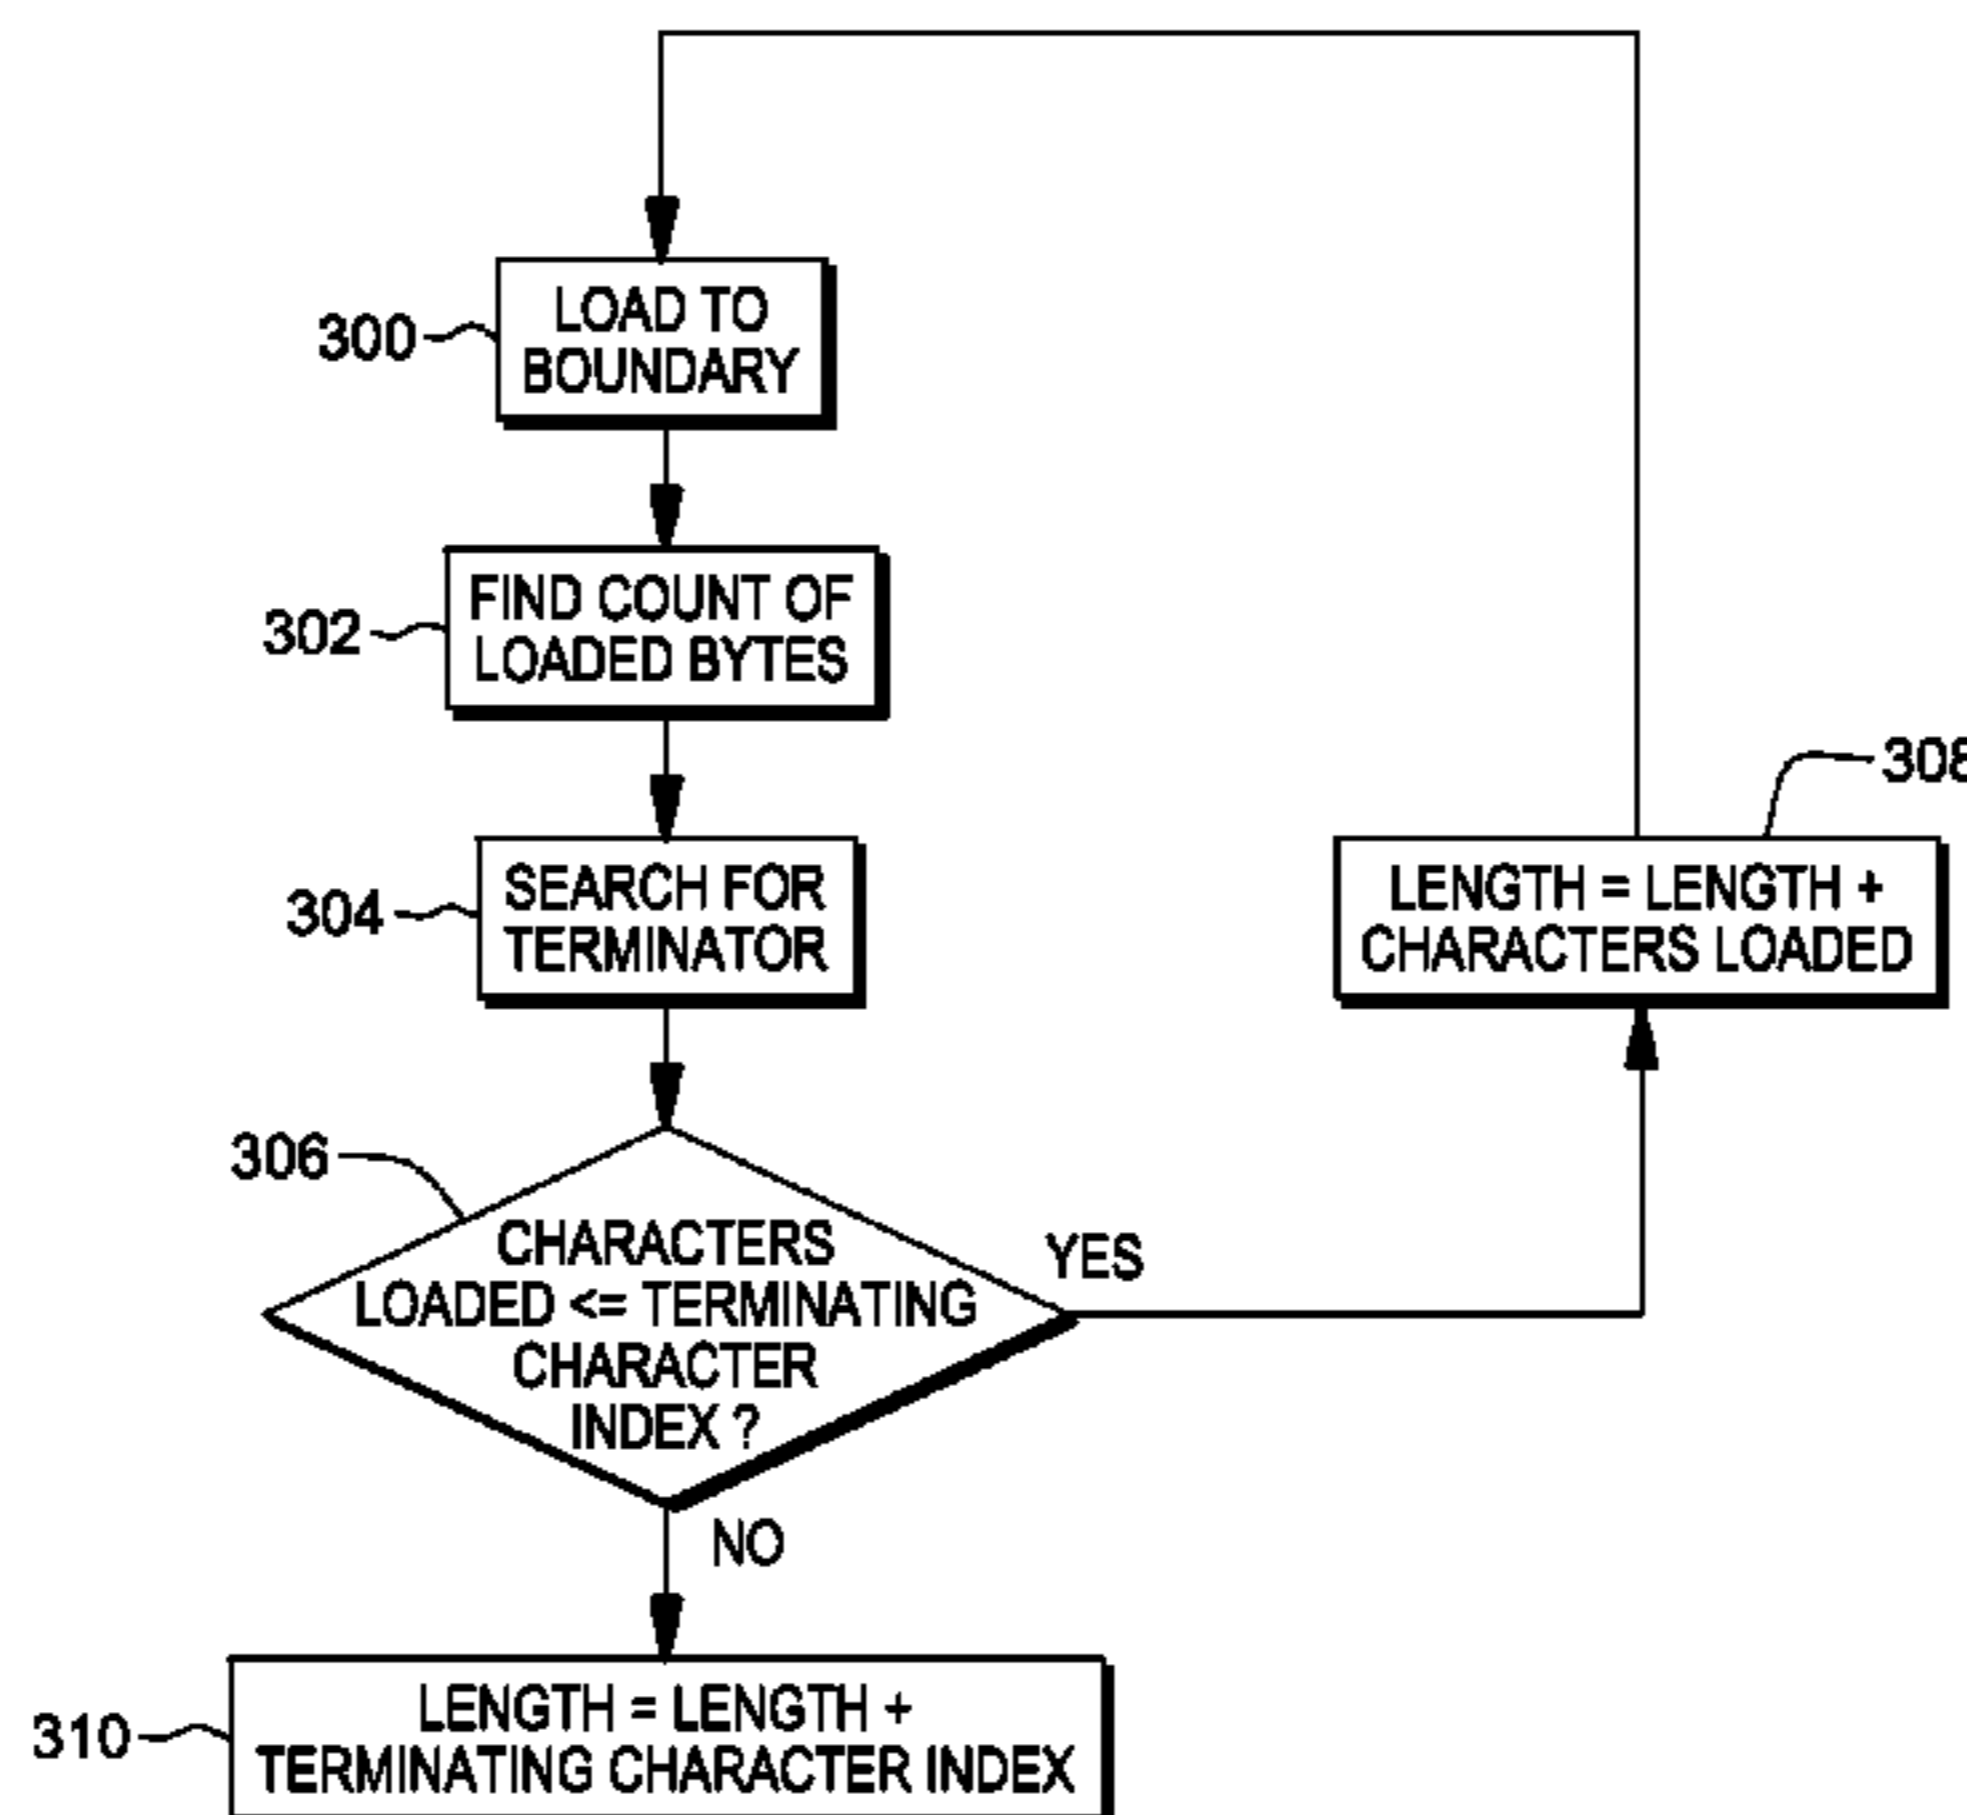 300
LOAD TO
BOUNDARY
302
FIND COUNT OF
LOADED BYTES
304
SEARCH FOR
TERMINATOR
308
LENGTH = LENGTH +
CHARACTERS LOADED
306
CHARACTERS
LOADED <= TERMINATING
CHARACTER
INDEX ?
YES
NO
310
LENGTH = LENGTH +
TERMINATING CHARACTER INDEX